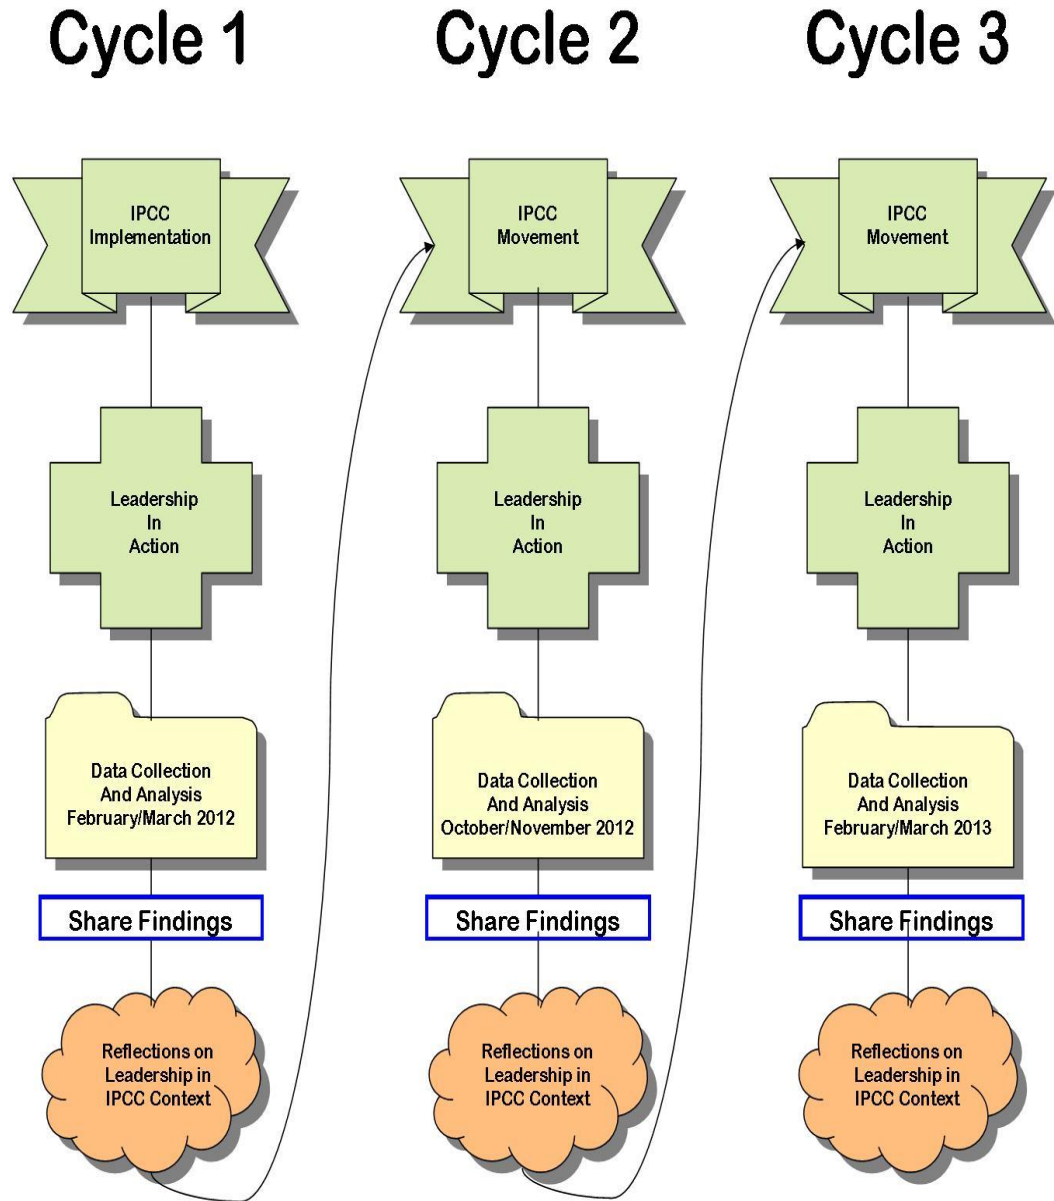 Cycle 1
IPCC
Implementation
Leadership
In
Action
Data Collection
And Analysis
February/March 2012
Share Findings
Reflections on
Leadership in
IPCC Context
Cycle 2
IPCC
Movement
Leadership
In
Action
Data Collection
And Analysis
October/November 2012
Share Findings
Reflections on
Leadership in
IPCC Context
Cycle 3
IPCC
Movement
Leadership
In
Action
Data Collection
And Analysis
February/March 2013
Share Findings
Reflections on
Leadership in
IPCC Context